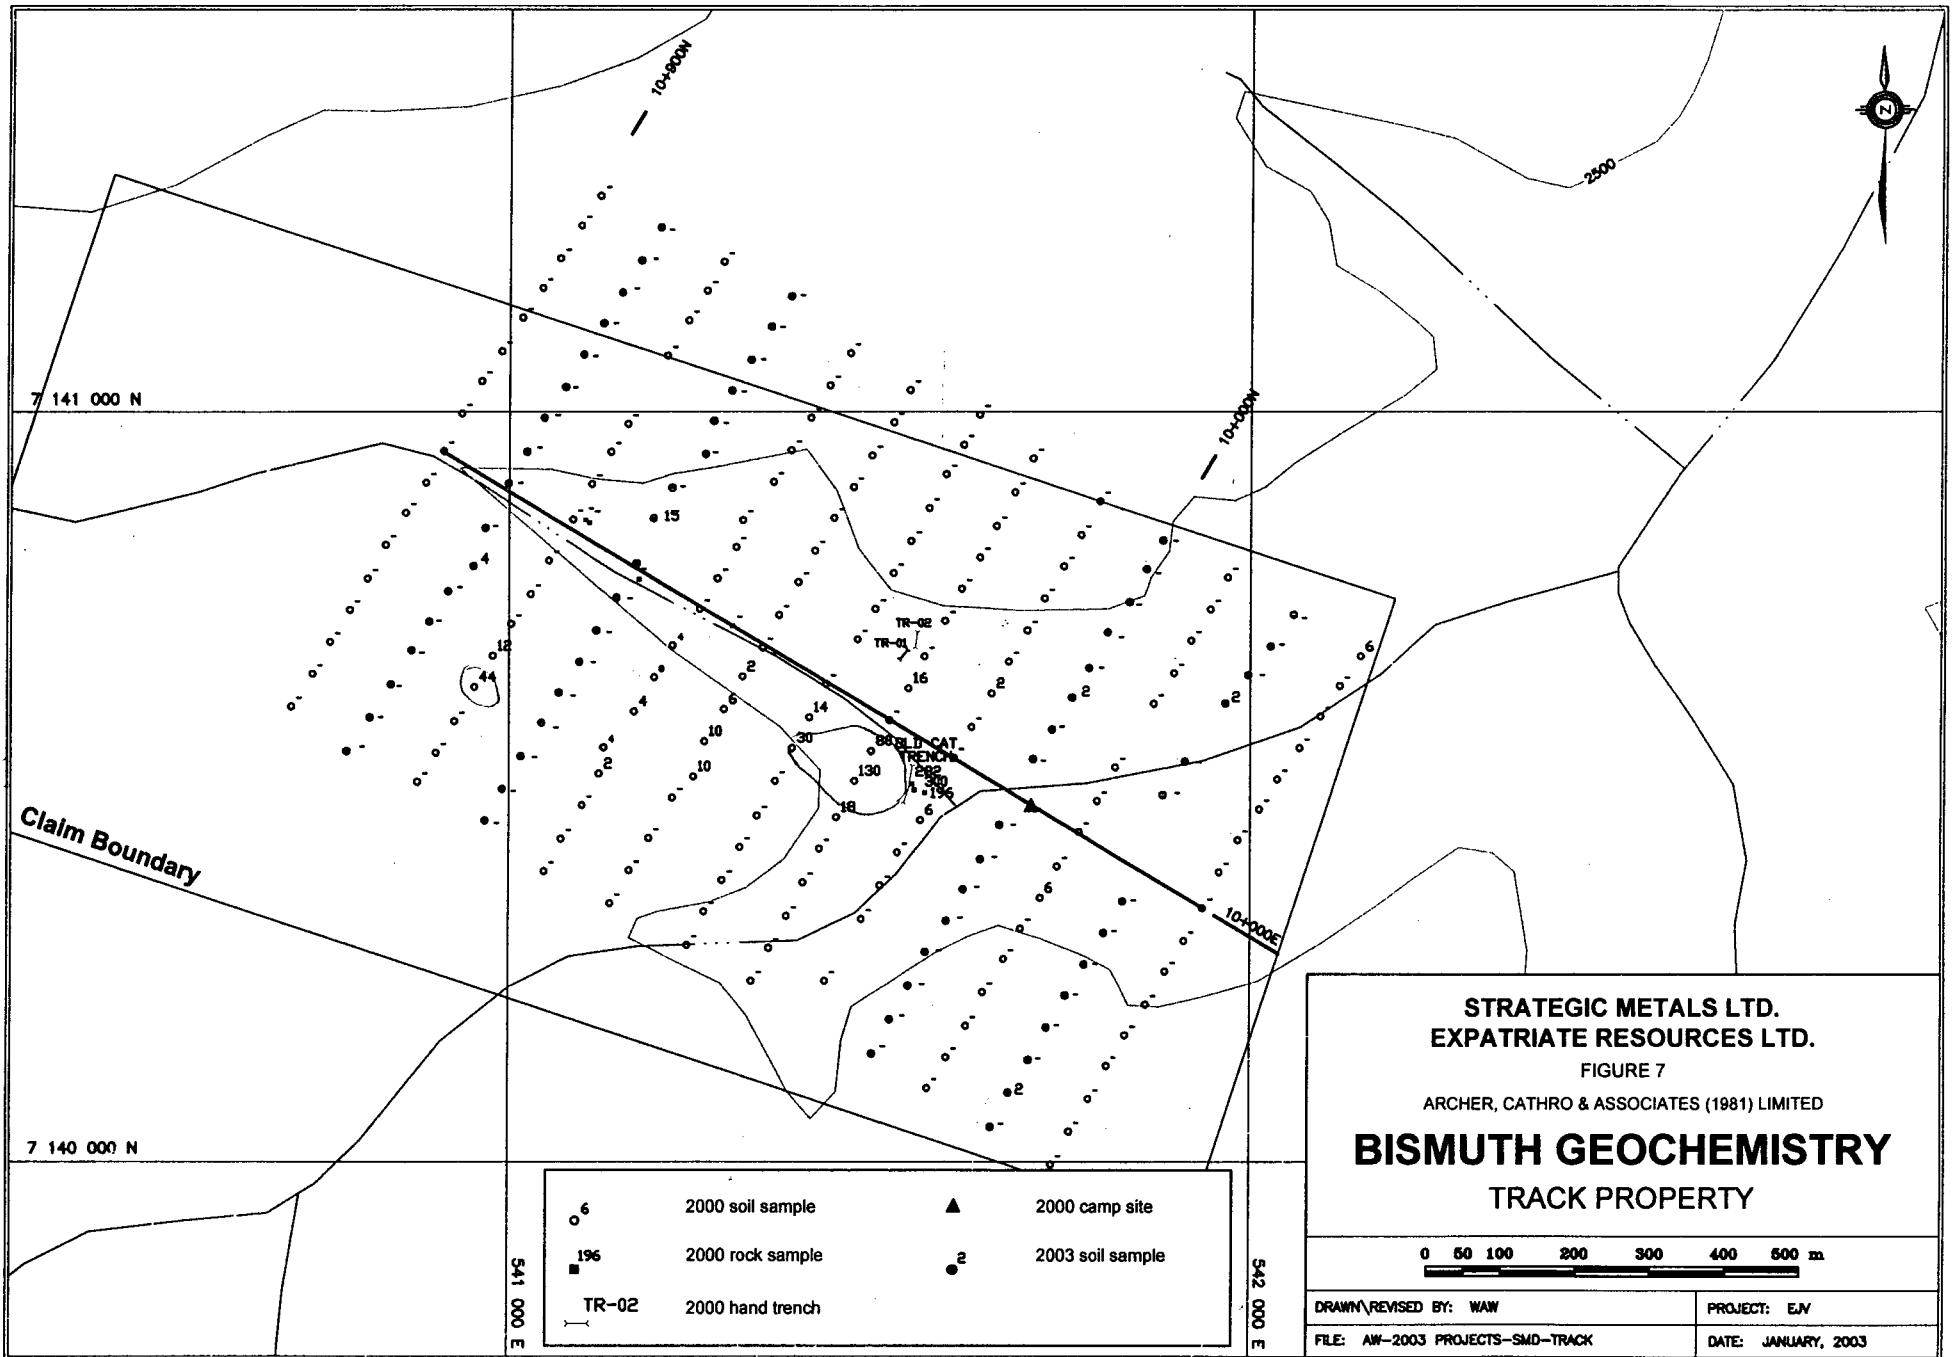 10+900N
2500
7 141 000 N
10+000N
15
4
12
44
TR-02
TR-01
4
2
16
6
4
6
2
2
2
14
10
4
30
88 OLD CAT
TRENCH
2
10
130
300
196
18
6
6
Claim Boundary
10+000E
2
7 140 000 N
541 000 E
542 000 E
6 2000 soil sample
2000 camp site
196 2000 rock sample
2 2003 soil sample
TR-02 2000 hand trench
STRATEGIC METALS LTD.
EXPATRIATE RESOURCES LTD.
FIGURE 7
ARCHER, CATHRO & ASSOCIATES (1981) LIMITED
BISMUTH GEOCHEMISTRY
TRACK PROPERTY
0 50 100 200 300 400 500 m
DRAWN\REVISED BY: WAW
PROJECT: EJV
FILE: AW-2003 PROJECTS-SMD-TRACK
DATE: JANUARY, 2003
N